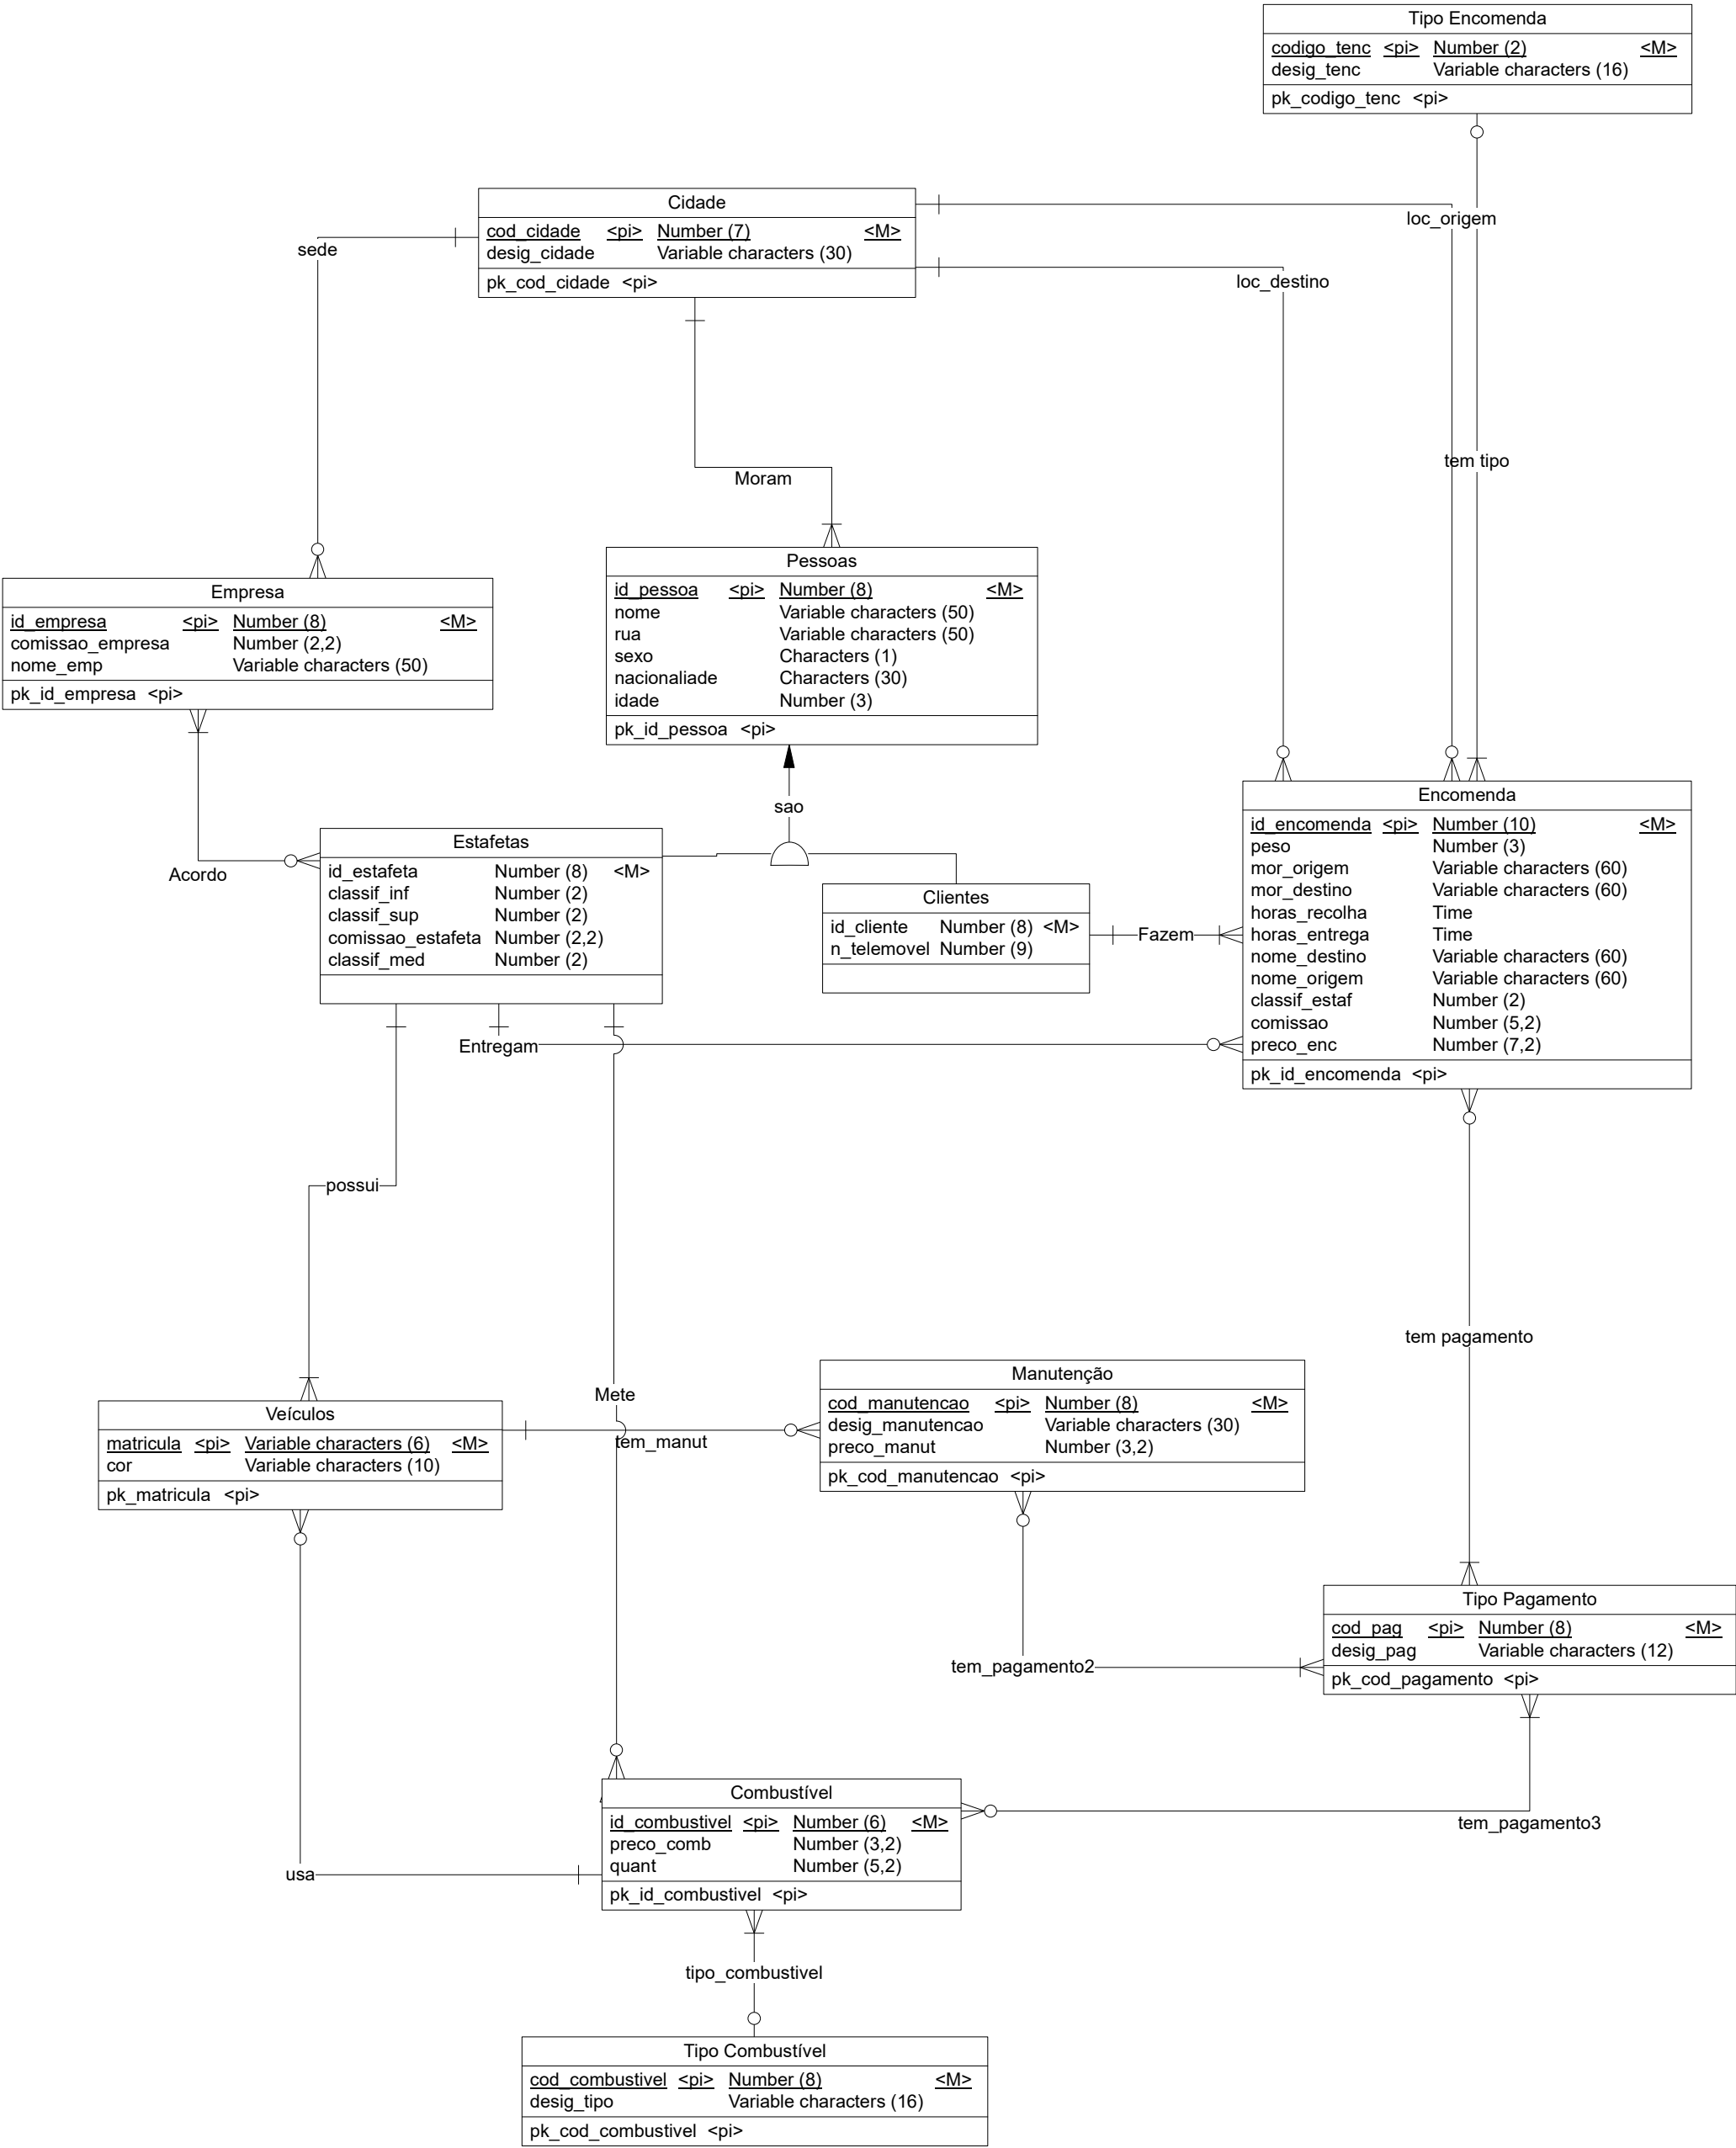 Tipo Encomenda
codigo_tenc <pi> Number (2) <M>
desig_tenc Variable characters (16)
pk_codigo_tenc <pi>
Cidade
cod_cidade <pi> Number (7) <M>
desig_cidade Variable characters (30)
pk_cod_cidade <pi>
loc_origem
sede
loc_destino
tem tipo
Moram
Pessoas
id_pessoa <pi> Number (8) <M>
nome Variable characters (50)
rua Variable characters (50)
sexo Characters (1)
nacionaliade Characters (30)
idade Number (3)
pk_id_pessoa <pi>
Empresa
id_empresa <pi> Number (8) <M>
comissao_empresa Number (2,2)
nome_emp Variable characters (50)
pk_id_empresa <pi>
sao
Encomenda
id_encomenda <pi> Number (10) <M>
peso Number (3)
mor_origem Variable characters (60)
mor_destino Variable characters (60)
horas_recolha Time
horas_entrega Time
nome_destino Variable characters (60)
nome_origem Variable characters (60)
classif_estaf Number (2)
comissao Number (5,2)
preco_enc Number (7,2)
pk_id_encomenda <pi>
Acordo
Estafetas
id_estafeta Number (8) <M>
classif_inf Number (2)
classif_sup Number (2)
comissao_estafeta Number (2,2)
classif_med Number (2)
Clientes
id_cliente Number (8) <M>
n_telemovel Number (9)
Fazem
Entregam
possui
tem pagamento
Mete
Manutenção
cod_manutencao <pi> Number (8) <M>
desig_manutencao Variable characters (30)
preco_manut Number (3,2)
pk_cod_manutencao <pi>
Veículos
matricula <pi> Variable characters (6) <M>
cor Variable characters (10)
pk_matricula <pi>
tem_manut
Tipo Pagamento
cod_pag <pi> Number (8) <M>
desig_pag Variable characters (12)
pk_cod_pagamento <pi>
tem_pagamento2
Combustível
id_combustivel <pi> Number (6) <M>
preco_comb Number (3,2)
quant Number (5,2)
pk_id_combustivel <pi>
tem_pagamento3
usa
tipo_combustivel
Tipo Combustível
cod_combustivel <pi> Number (8) <M>
desig_tipo Variable characters (16)
pk_cod_combustivel <pi>